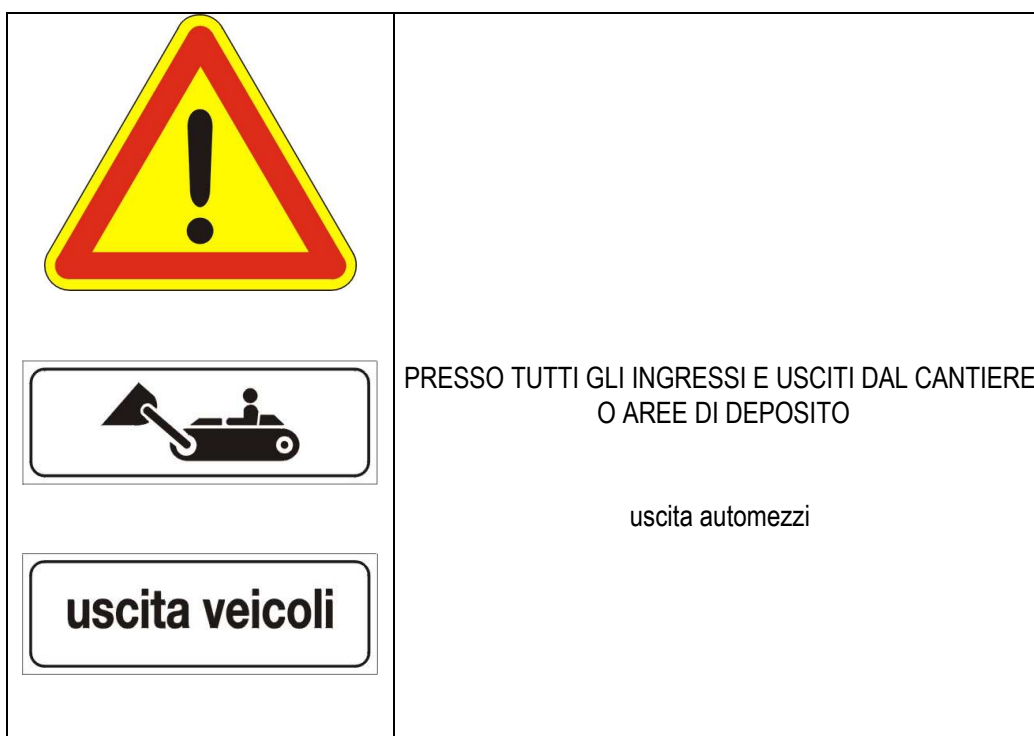 PRESSO TUTTI GLI INGRESSI E USCITI DAL CANTIERE
O AREE DI DEPOSITO
uscita automezzi
uscita veicoli